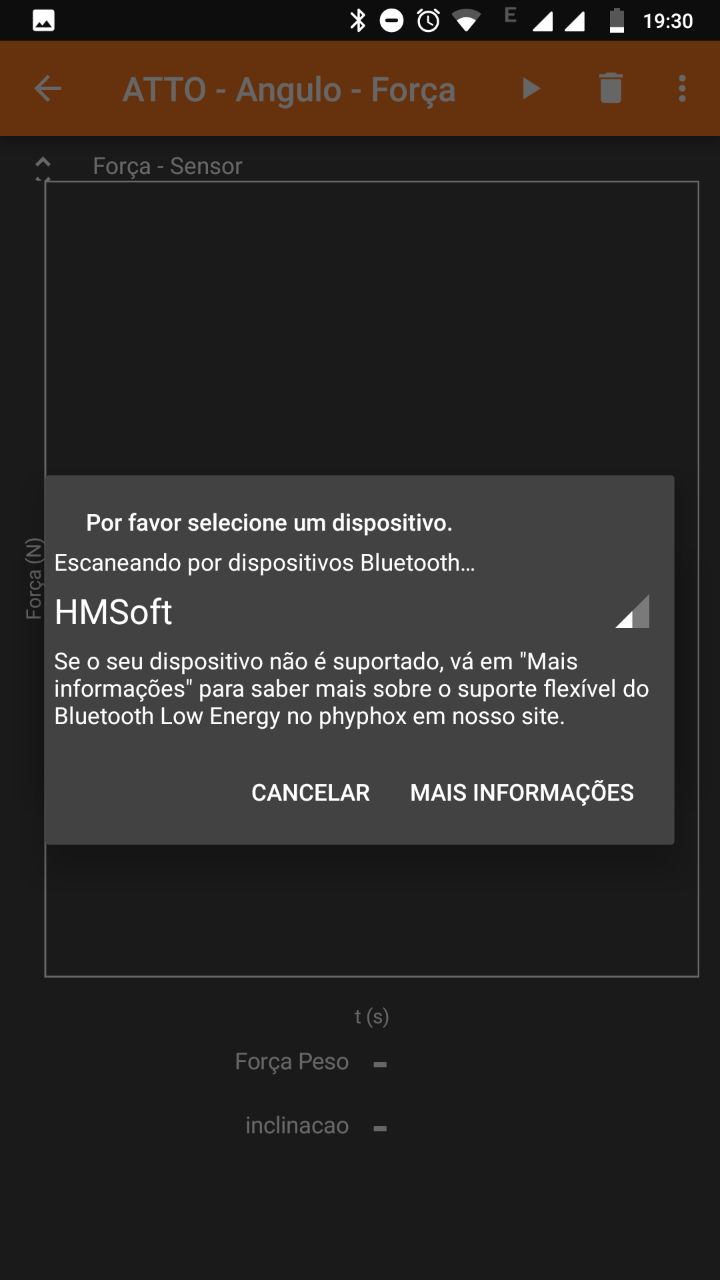 E
19:30
ATTO - Angulo - Força
Força - Sensor
Por favor selecione um dispositivo.
Escaneando por dispositivos Bluetooth…
HMSoft
Se o seu dispositivo não é suportado, vá em "Mais
informações" para saber mais sobre o suporte flexível do
Bluetooth Low Energy no phyphox em nosso site.
CANCELAR MAIS INFORMAÇÕES
Força (N)
t (s)
Força Peso -
inclinacao -